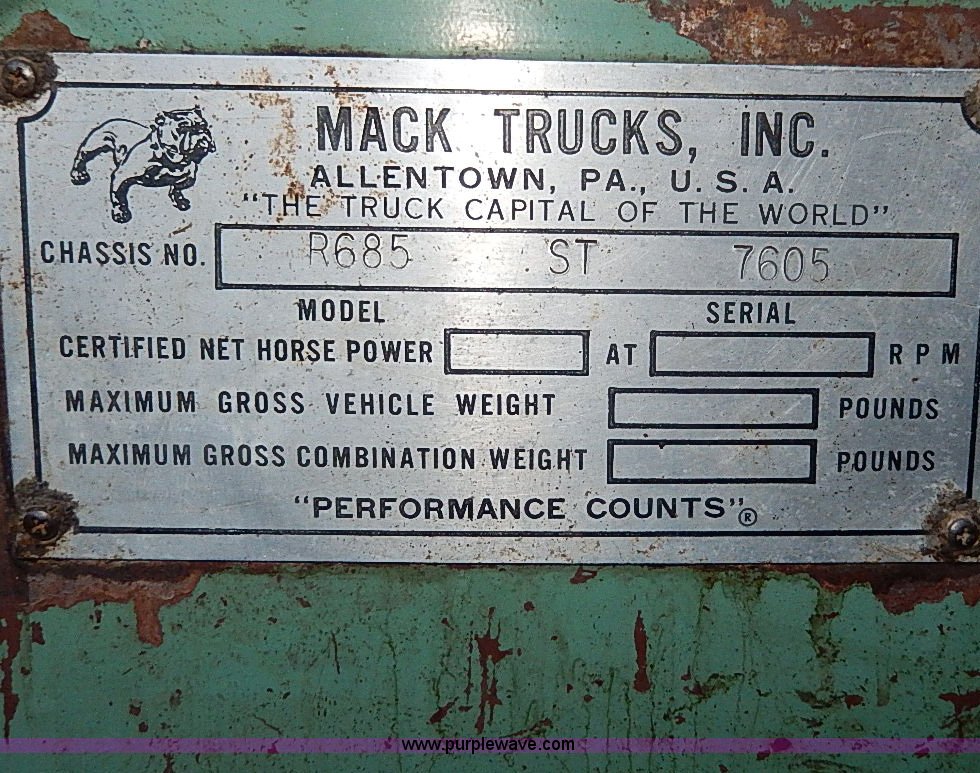 MACK TRUCKS, INC.
ALLENTOWN, PA., U. S. A.
"THE TRUCK CAPITAL OF THE WORLD"
CHASSIS NO. R685 ST 7605
MODEL SERIAL
CERTIFIED NET HORSE POWER AT R P M
MAXIMUM GROSS VEHICLE WEIGHT POUNDS
MAXIMUM GROSS COMBINATION WEIGHT POUNDS
"PERFORMANCE COUNTS"®
www.purplewave.com